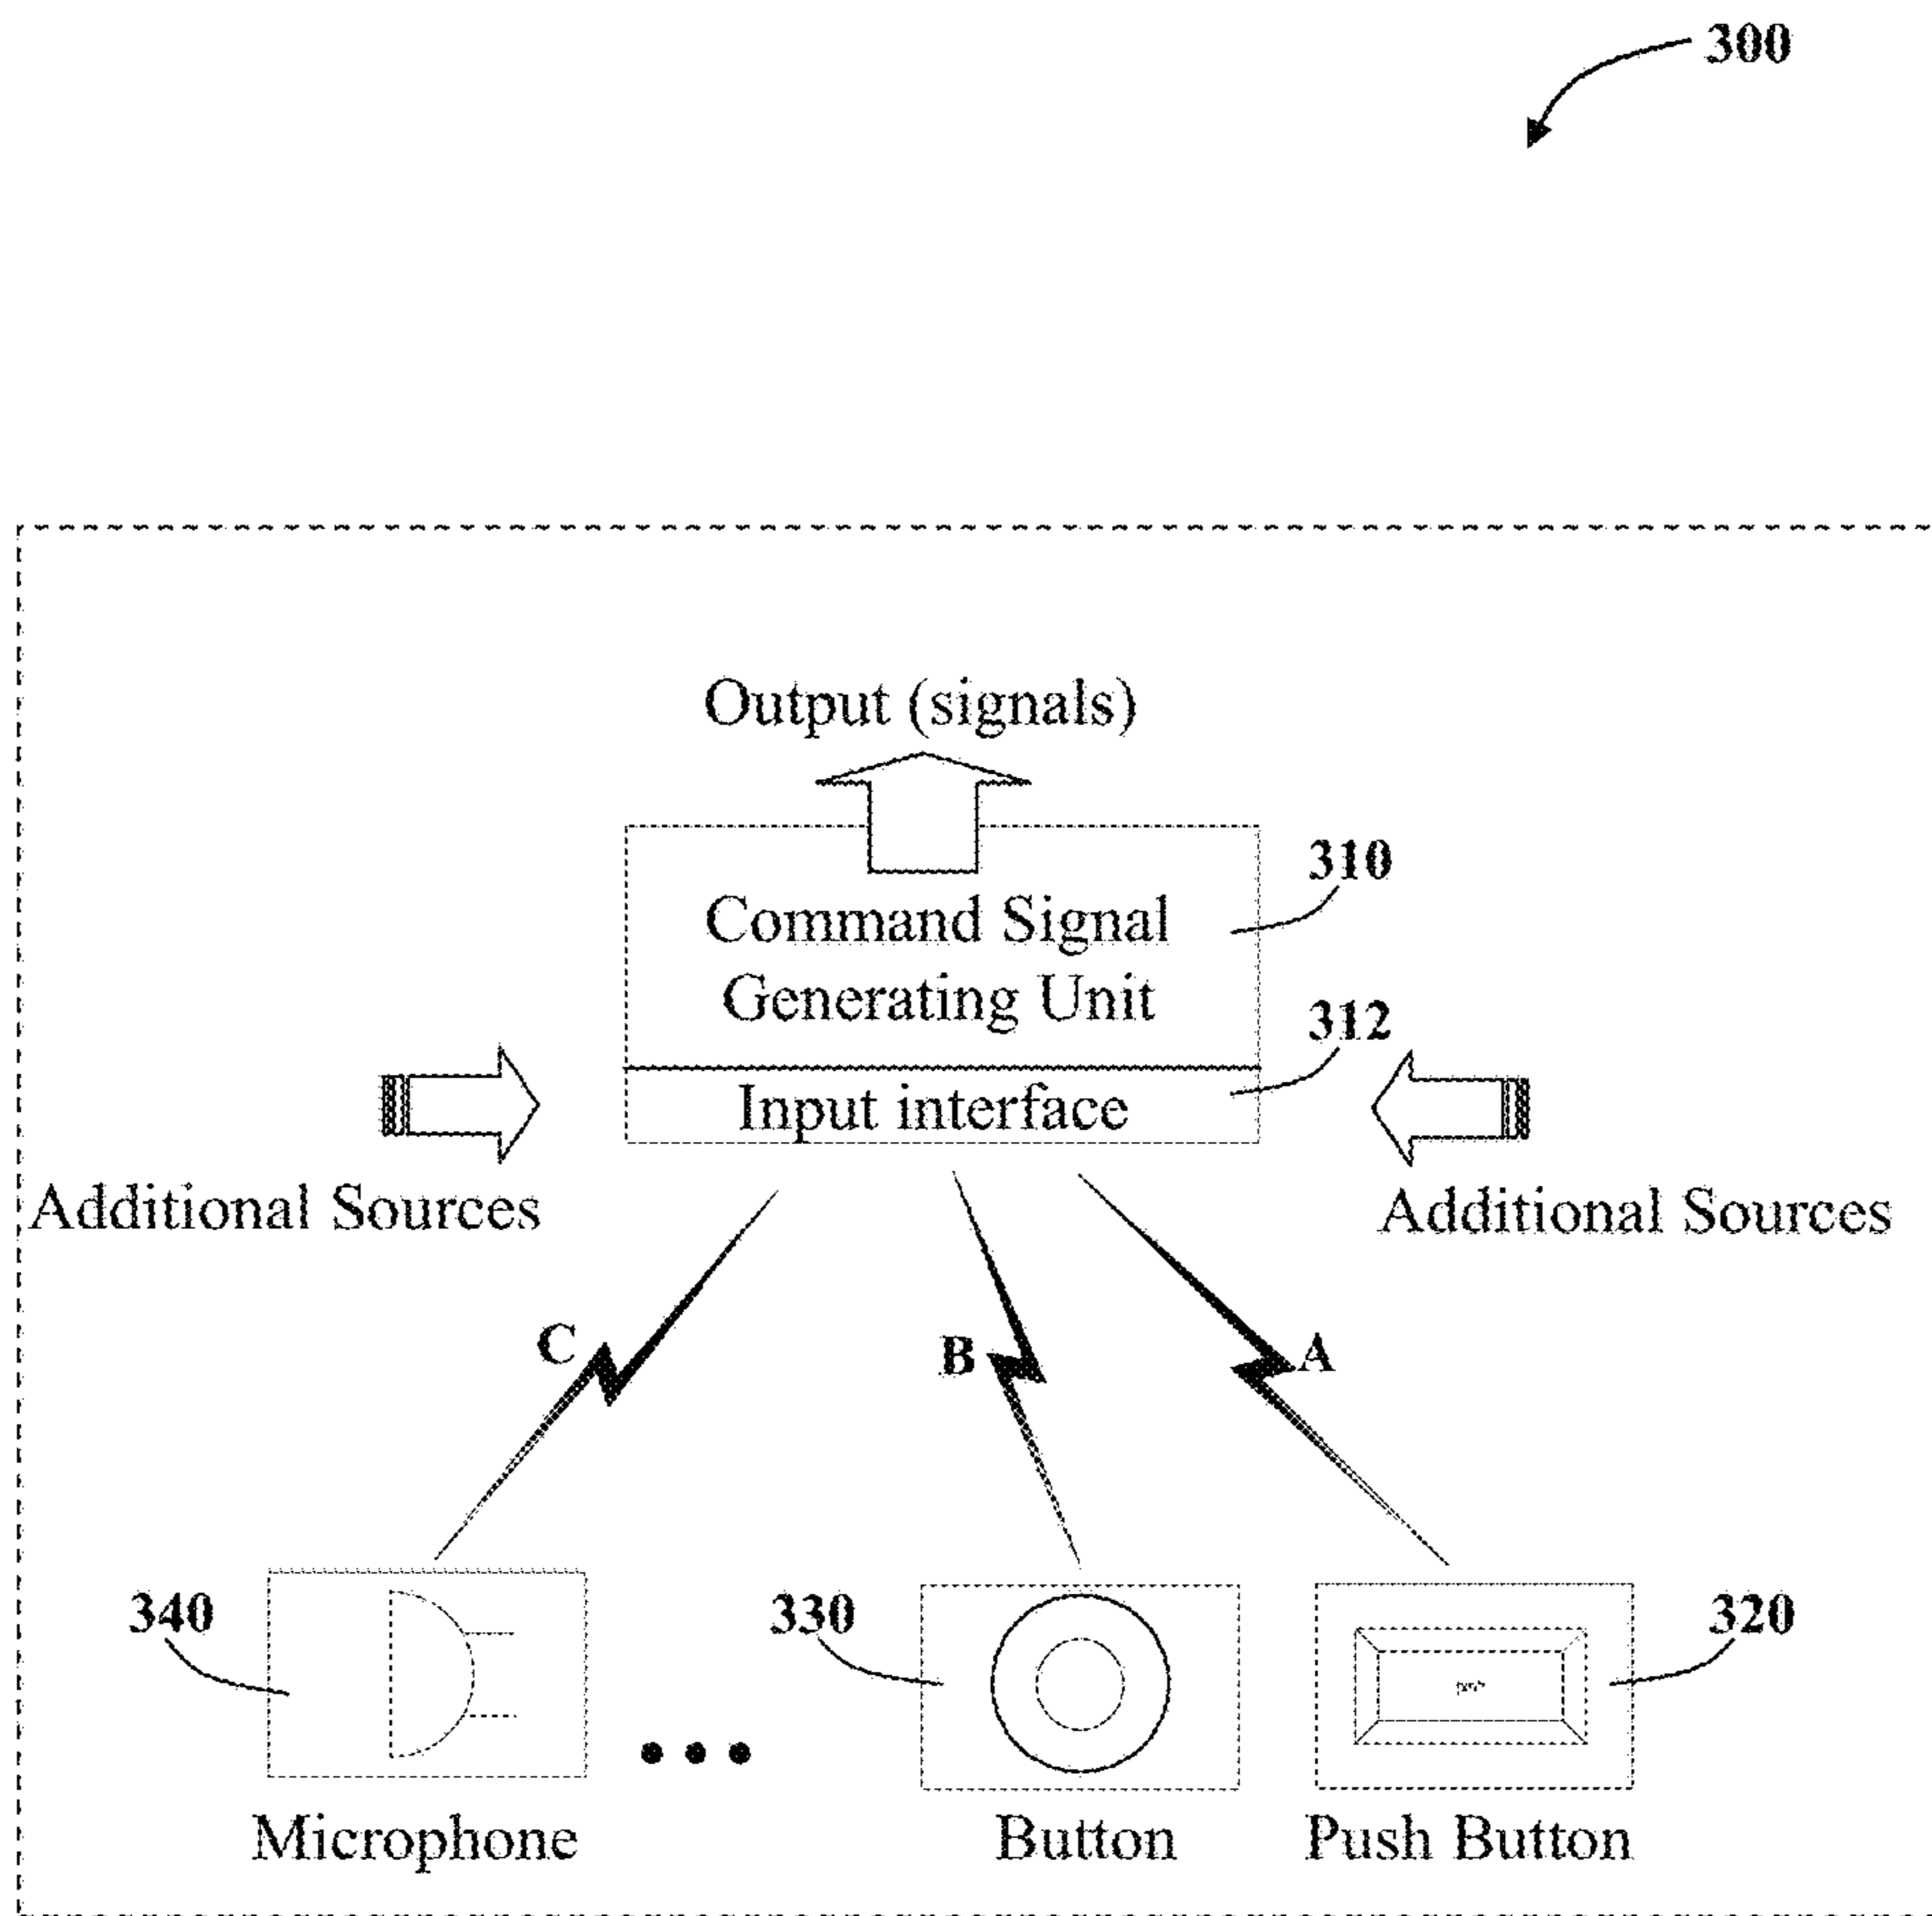 300
Output (signals)
310
Command Signal
Generating Unit
312
Input interface
Additional Sources
Additional Sources
C
B
A
340
330
320
push
Microphone
Button
Push Button